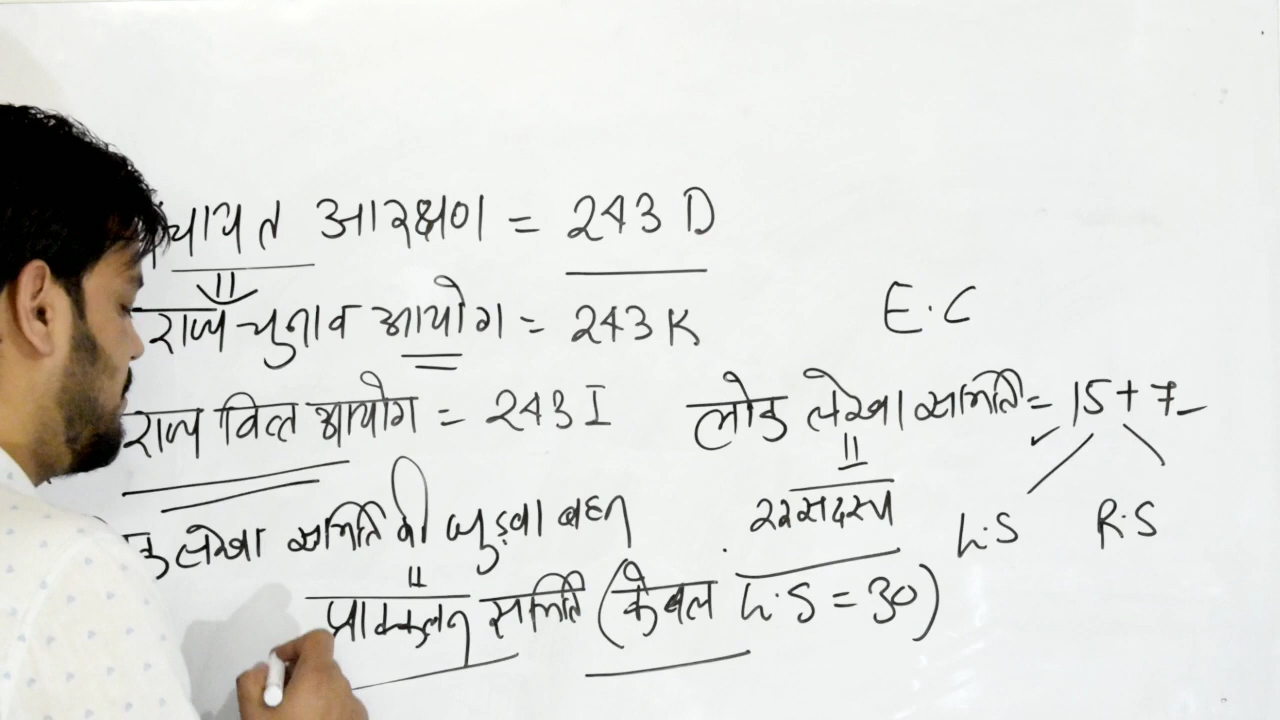 पंचायत आरक्षण = 243 D
राज्य चुनाव आयोग = 243 K
E.C
राज्य वित्त आयोग = 243 I
लोक लेखा समिति = 15 + 7
22 सदस्य
L.S R.S
लेखा समिति की जुड़वा बहन
प्राक्कलन समिति (केवल L.S = 30)